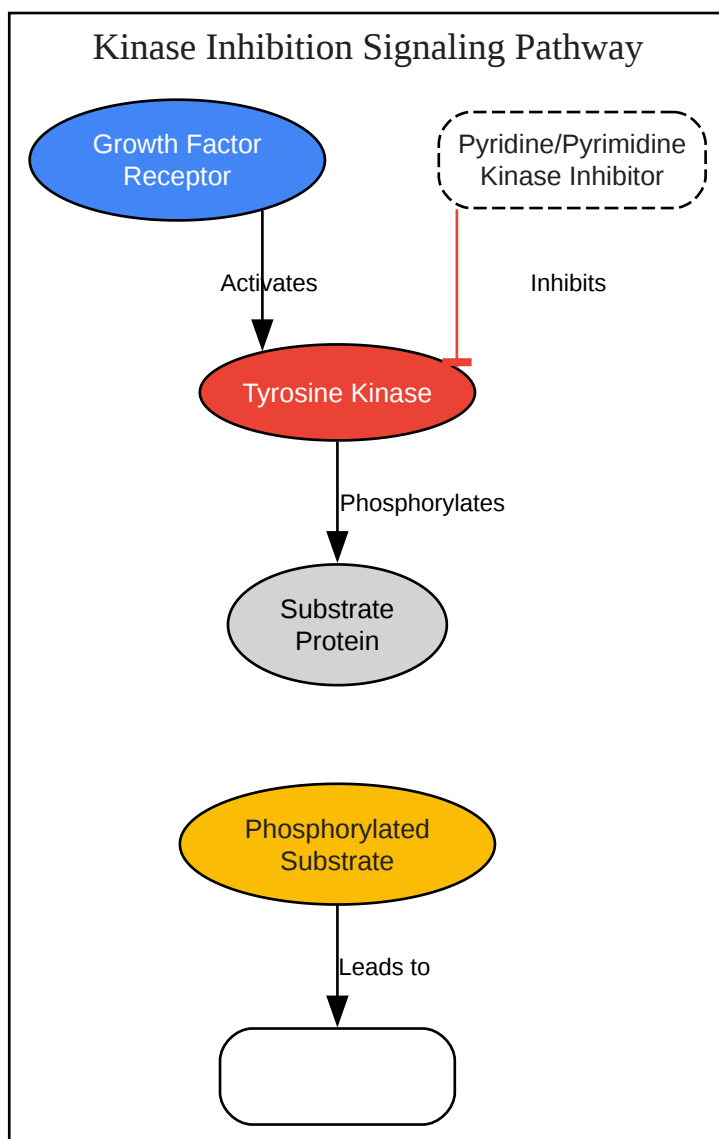 Kinase Inhibition Signaling Pathway
Growth Factor
Receptor
Pyridine/Pyrimidine
Kinase Inhibitor
Activates
Inhibits
Tyrosine Kinase
Phosphorylates
Substrate
Protein
Phosphorylated
Substrate
Leads to